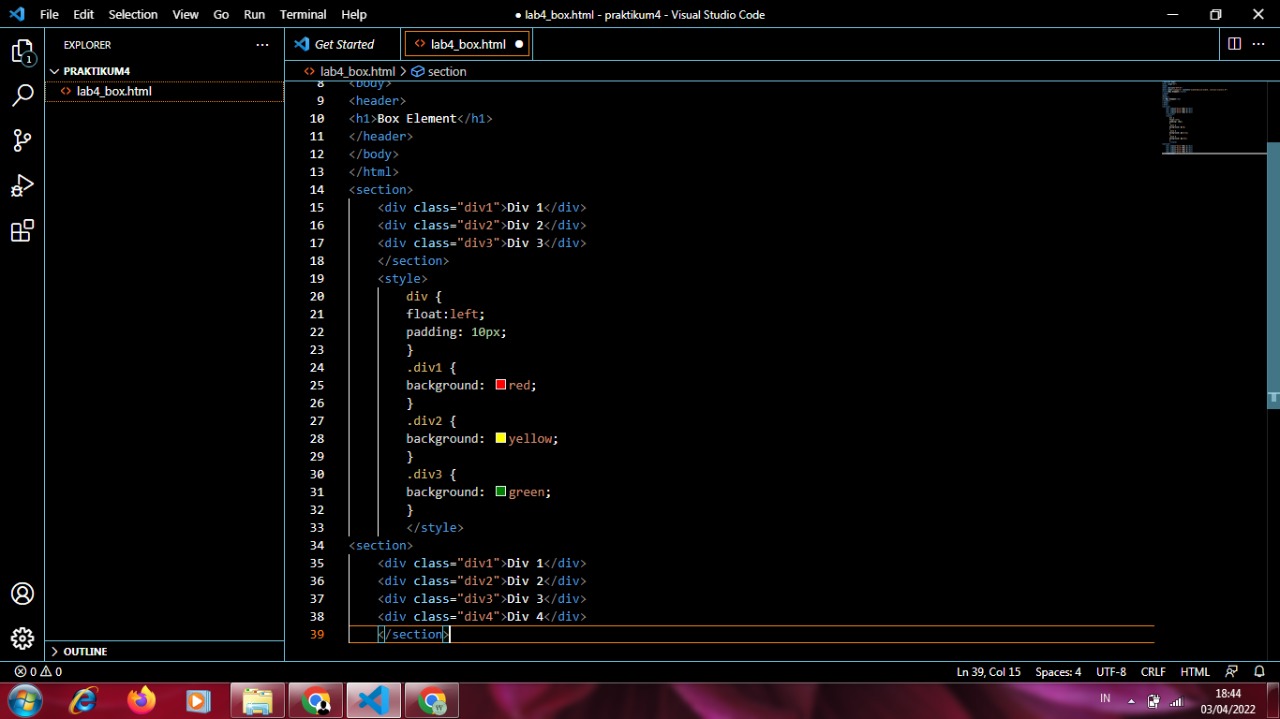 File Edit Selection View Go Run Terminal Help
● lab4_box.html - praktikum4 - Visual Studio Code
EXPLORER ...
Get Started
<> lab4_box.html ●
1
PRAKTIKUM4
<> lab4_box.html
<> lab4_box.html > section
8 <body>
9 <header>
10 <h1>Box Element</h1>
11 </header>
12 </body>
13 </html>
14 <section>
15 <div class="div1">Div 1</div>
16 <div class="div2">Div 2</div>
17 <div class="div3">Div 3</div>
18 </section>
19 <style>
20 div {
21 float:left;
22 padding: 10px;
23 }
24 .div1 {
25 background: red;
26 }
27 .div2 {
28 background: yellow;
29 }
30 .div3 {
31 background: green;
32 }
33 </style>
34 <section>
35 <div class="div1">Div 1</div>
36 <div class="div2">Div 2</div>
37 <div class="div3">Div 3</div>
38 <div class="div4">Div 4</div>
39 </section>
OUTLINE
0 0
Ln 39, Col 15 Spaces: 4 UTF-8 CRLF HTML
IN
18:44
03/04/2022